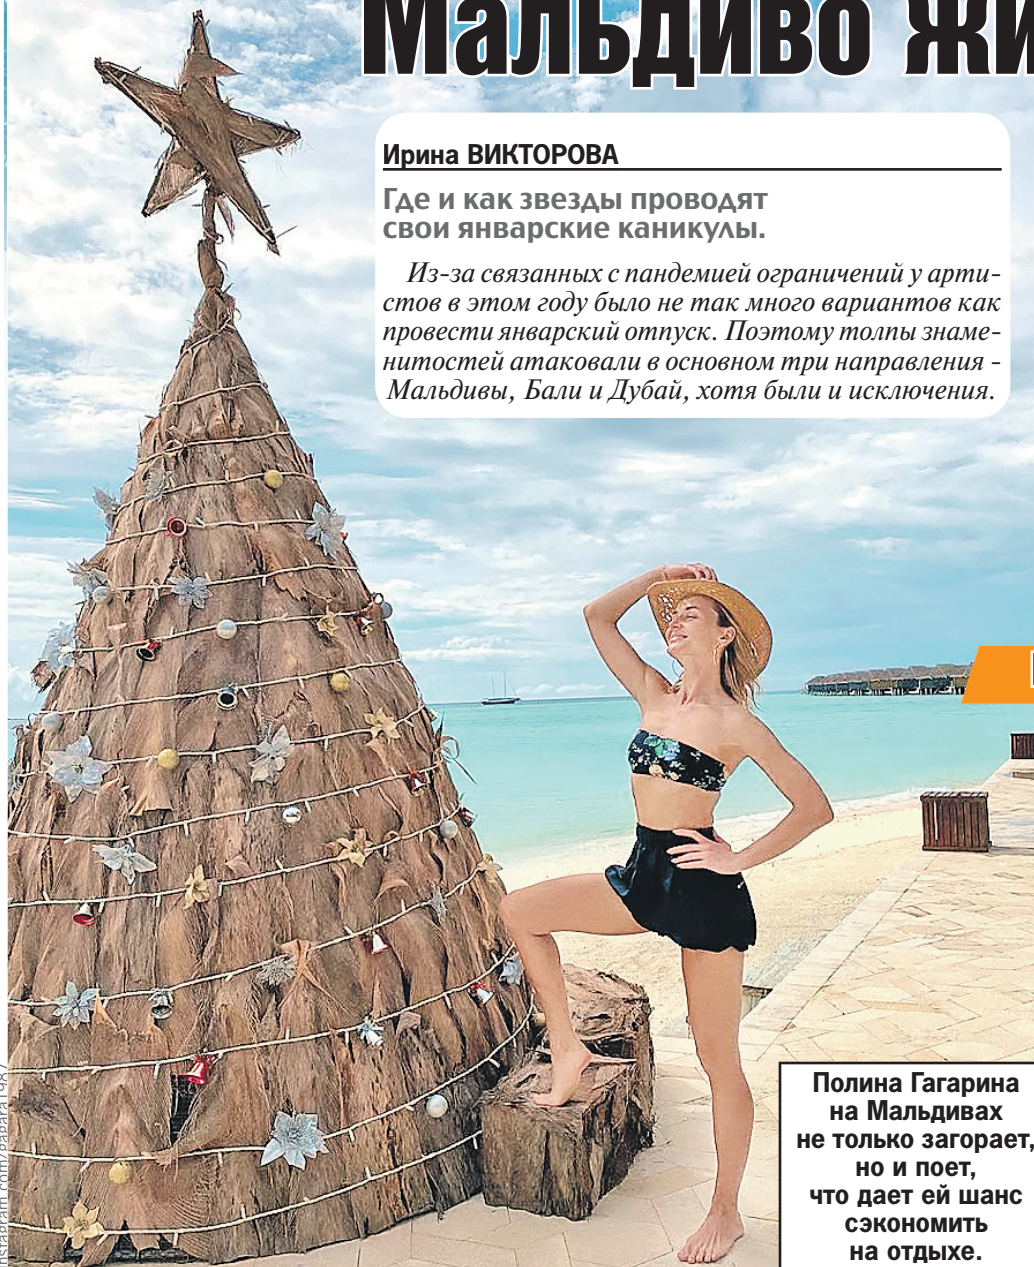 Мальдиво жи
Ирина ВИКТОРОВА
Где и как звезды проводят
свои январские каникулы.
Из-за связанных с пандемией ограничений у арти-
стов в этом году было не так много вариантов как
провести январский отпуск. Поэтому толпы знаме-
нитостей атаковали в основном три направления -
Мальдивы, Бали и Дубай, хотя были и исключения.
Полина Гагарина
на Мальдивах
не только загорает,
но и поет,
что дает ей шанс
сэкономить
на отдыхе.
nstagram.com/gagara1987